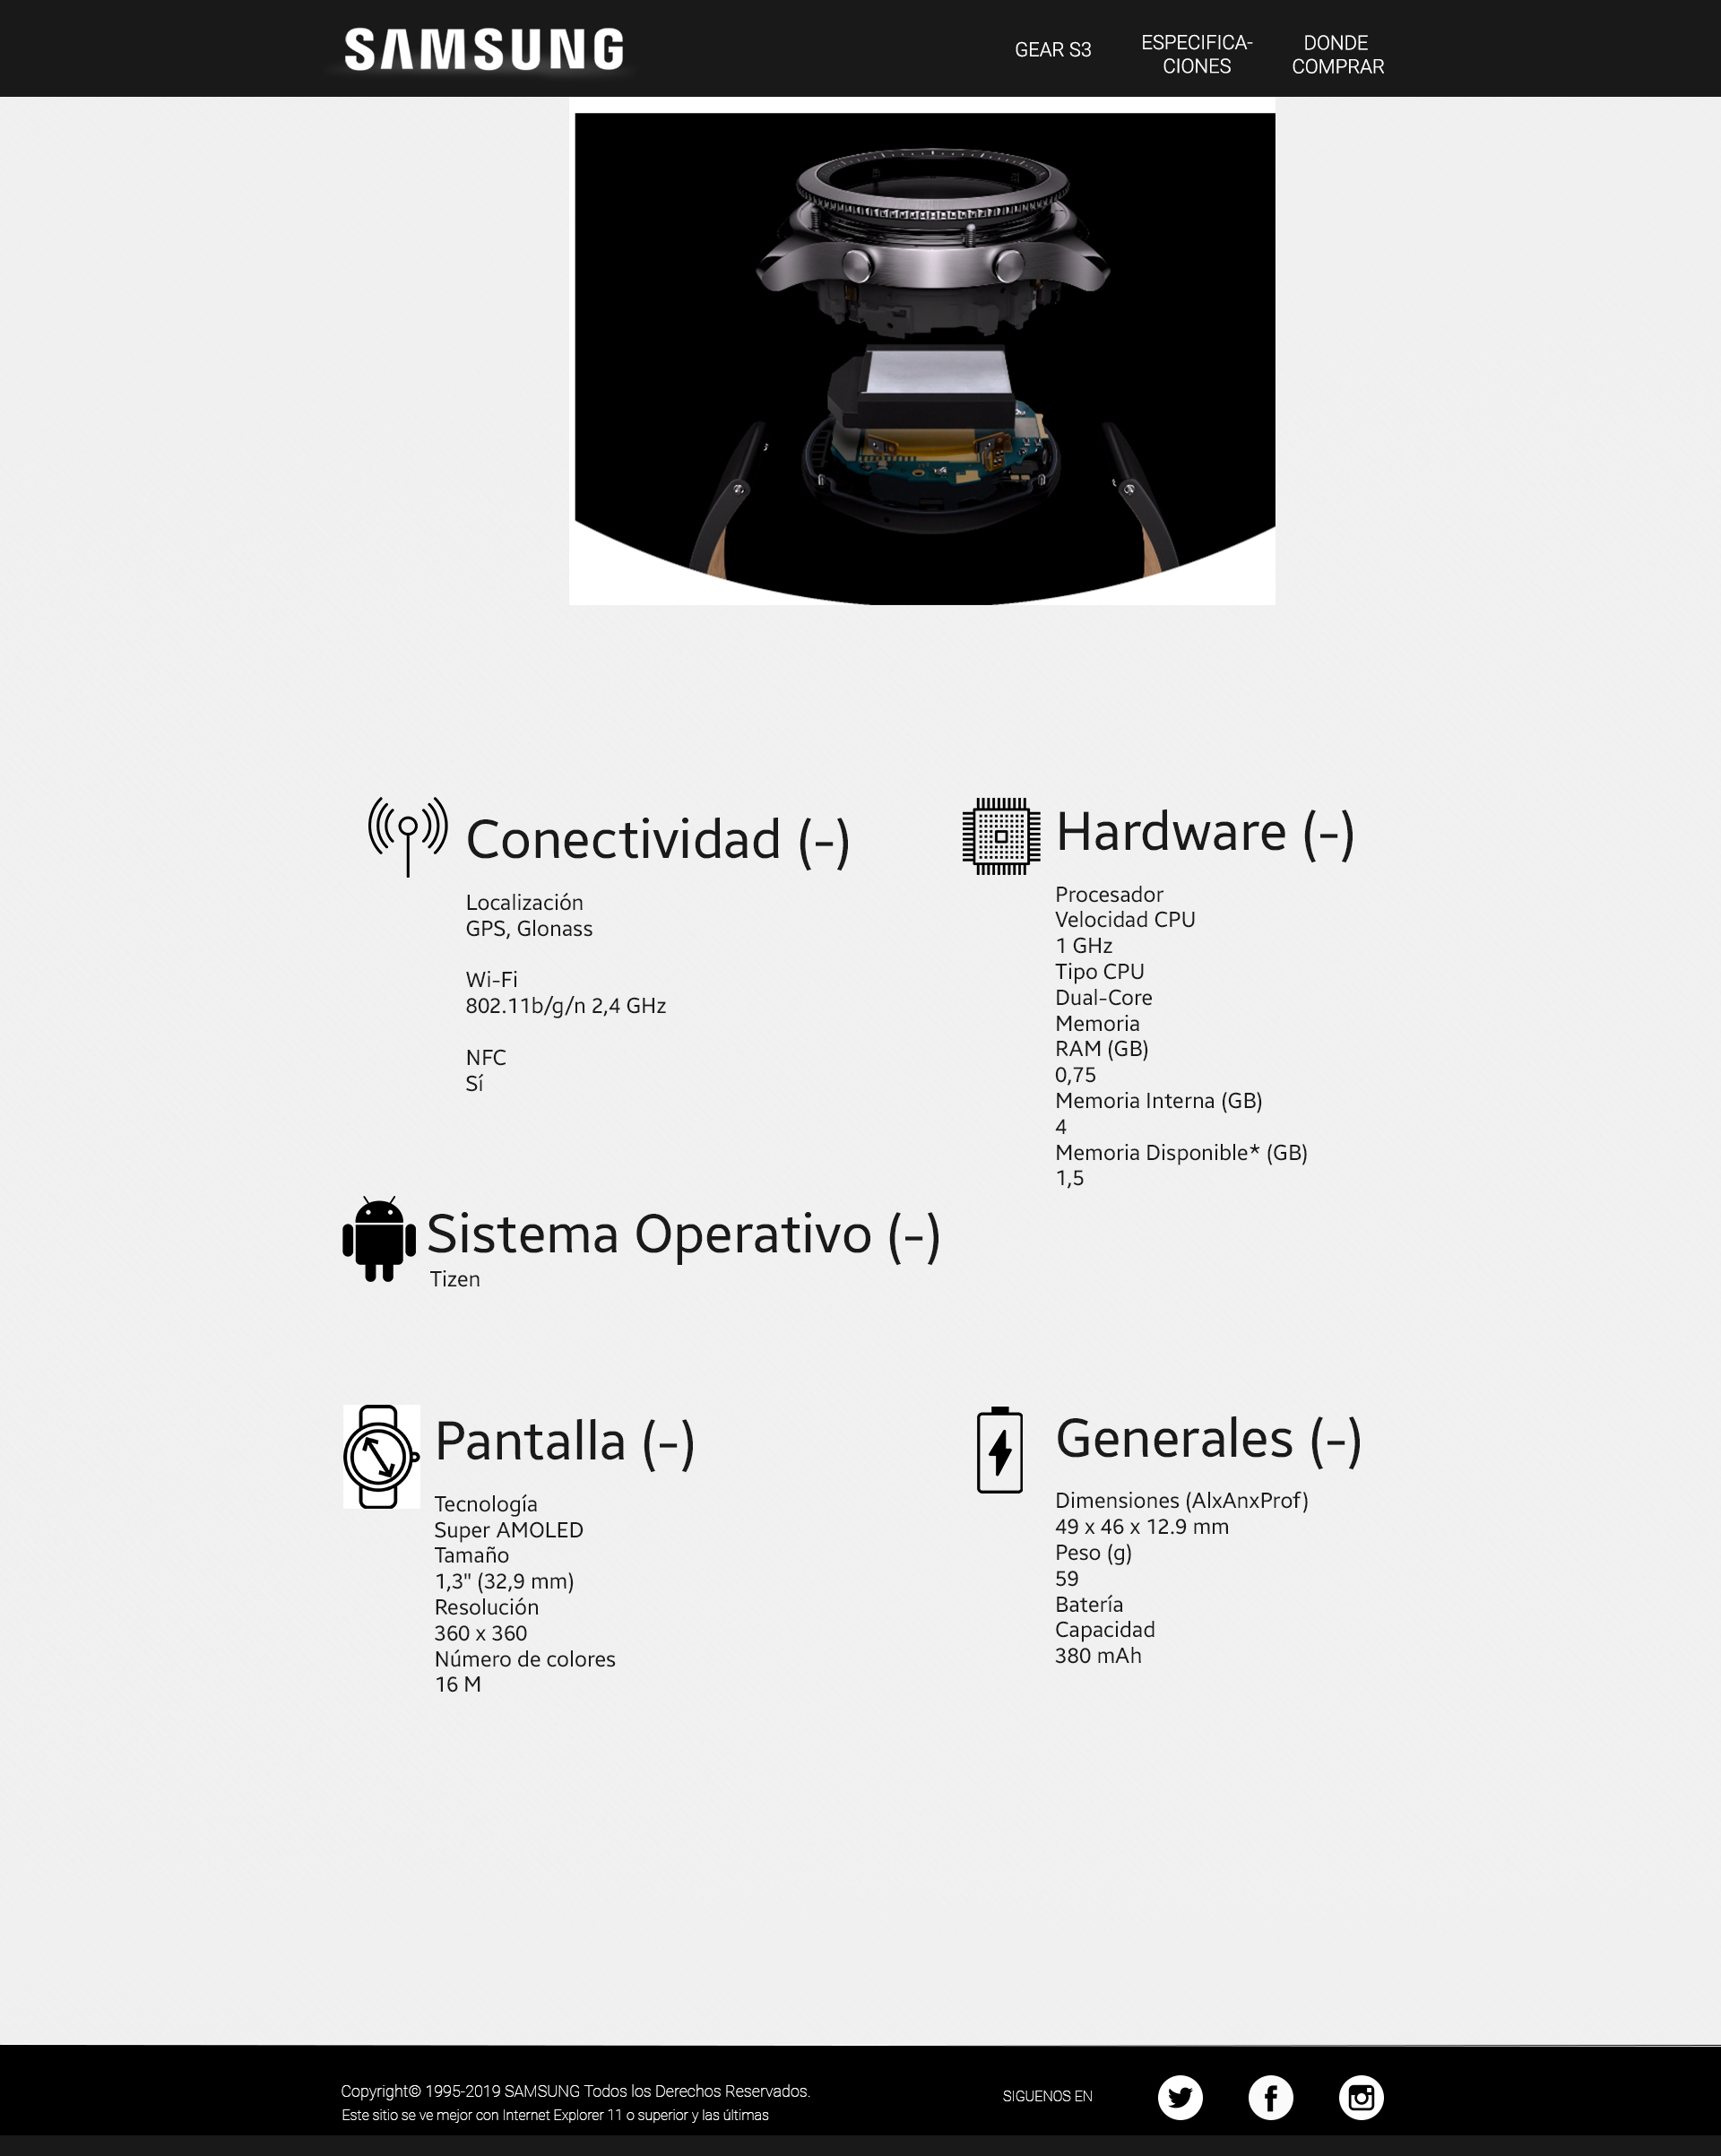 SAMSUNG
GEAR S3
ESPECIFICA-
CIONES
DONDE
COMPRAR
Conectividad (-)
Localización
GPS, Glonass
Wi-Fi
802.11b/g/n 2,4 GHz
NFC
Sí
Hardware (-)
Procesador
Velocidad CPU
1 GHz
Tipo CPU
Dual-Core
Memoria
RAM (GB)
0,75
Memoria Interna (GB)
4
Memoria Disponible* (GB)
1,5
Sistema Operativo (-)
Tizen
Pantalla (-)
Tecnología
Super AMOLED
Tamaño
1,3" (32,9 mm)
Resolución
360 x 360
Número de colores
16 M
Generales (-)
Dimensiones (AlxAnxProf)
49 x 46 x 12.9 mm
Peso (g)
59
Batería
Capacidad
380 mAh
Copyright© 1995-2019 SAMSUNG Todos los Derechos Reservados.
Este sitio se ve mejor con Internet Explorer 11 o superior y las últimas
SIGUENOS EN